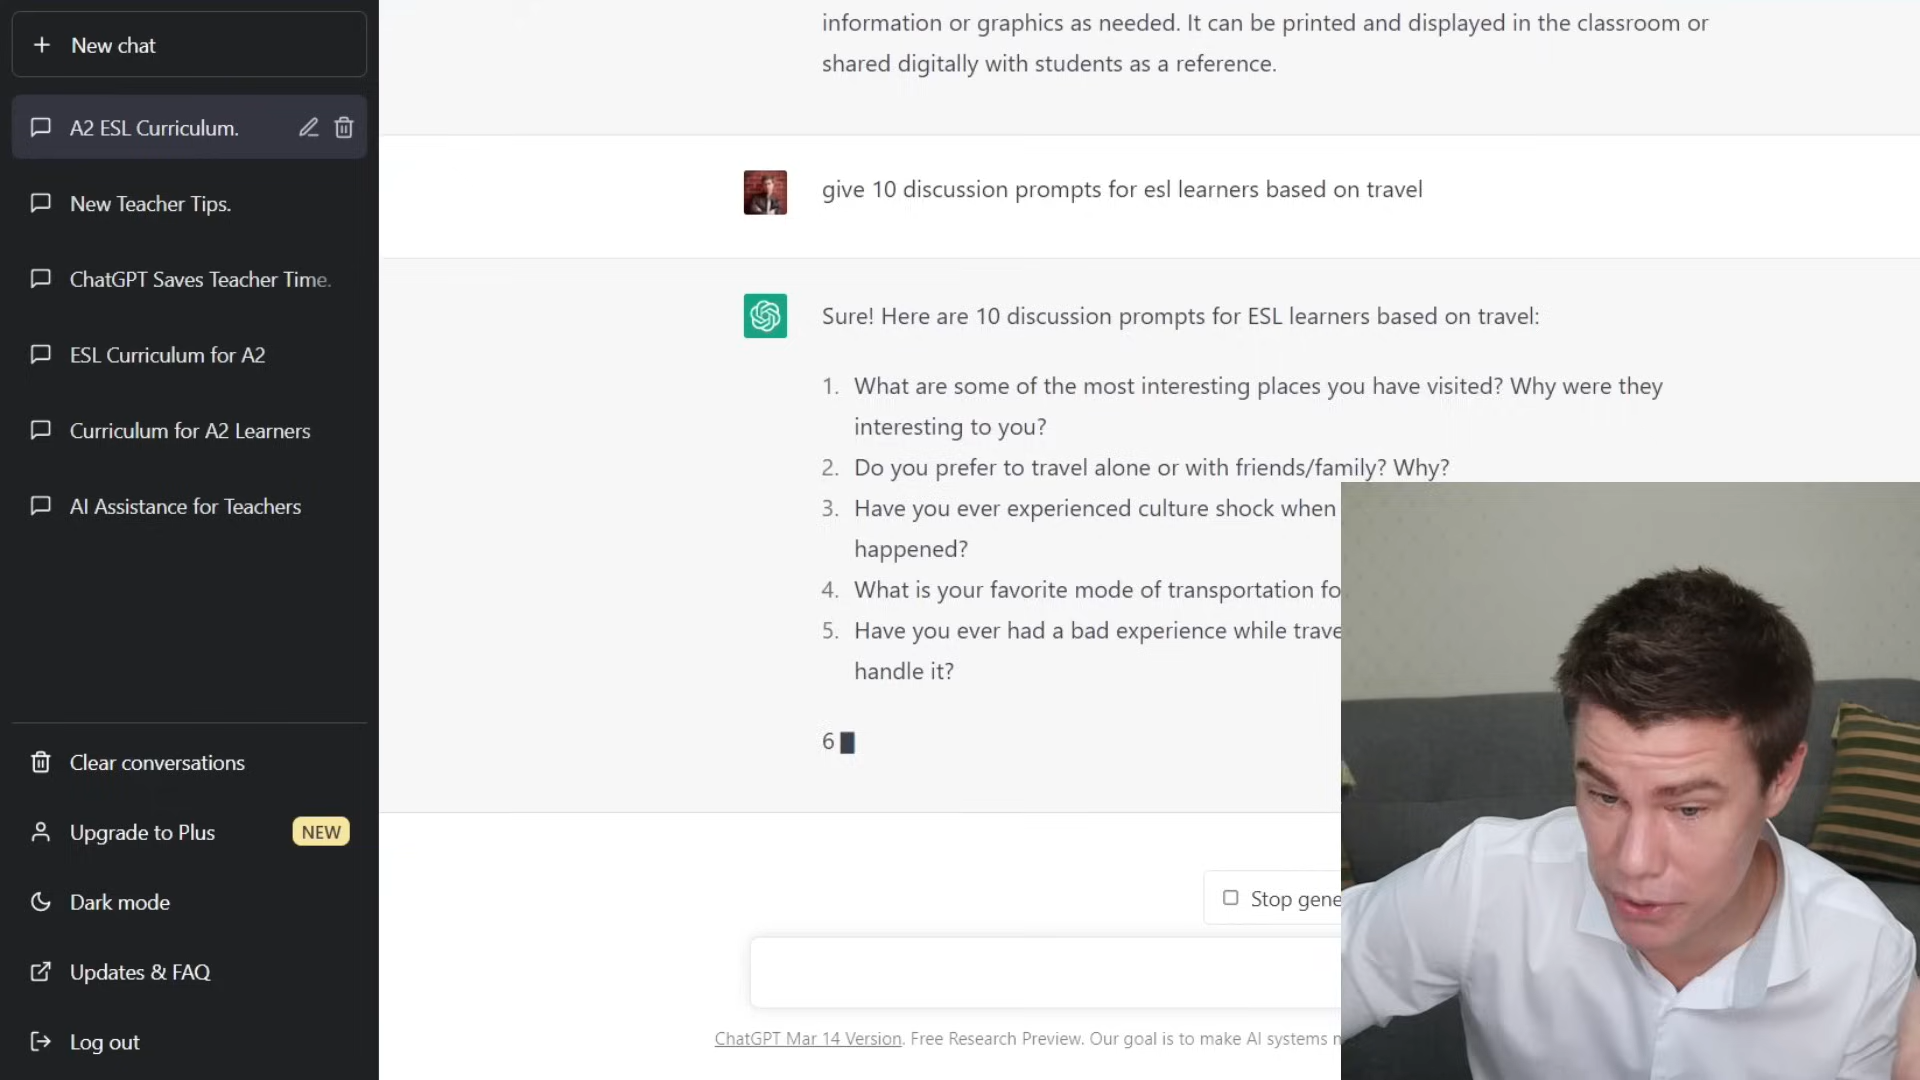 New chat
A2 ESL Curriculum.
New Teacher Tips.
ChatGPT Saves Teacher Time.
ESL Curriculum for A2
Curriculum for A2 Learners
AI Assistance for Teachers
Clear conversations
Upgrade to Plus NEW
Dark mode
Updates & FAQ
Log out
information or graphics as needed. It can be printed and displayed in the classroom or
shared digitally with students as a reference.
give 10 discussion prompts for esl learners based on travel
Sure! Here are 10 discussion prompts for ESL learners based on travel:
1. What are some of the most interesting places you have visited? Why were they
interesting to you?
2. Do you prefer to travel alone or with friends/family? Why?
3. Have you ever experienced culture shock when
happened?
4. What is your favorite mode of transportation fo
5. Have you ever had a bad experience while trave
handle it?
6
Stop gene
ChatGPT Mar 14 Version. Free Research Preview. Our goal is to make AI systems